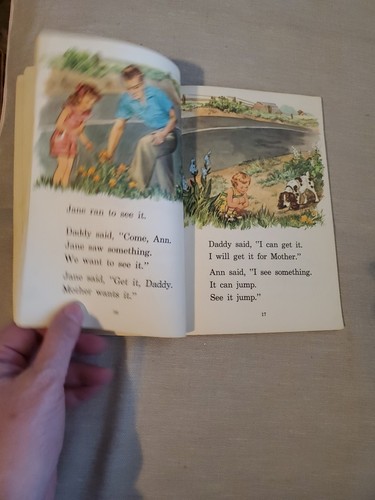 Jane ran to see it.
Daddy said, "Come, Ann.
Jane saw something.
We want to see it."
Jane said, "Get it, Daddy.
Mother wants it."
Daddy said, "I can get it.
I will get it for Mother."
Ann said, "I see something.
It can jump.
See it jump."
17